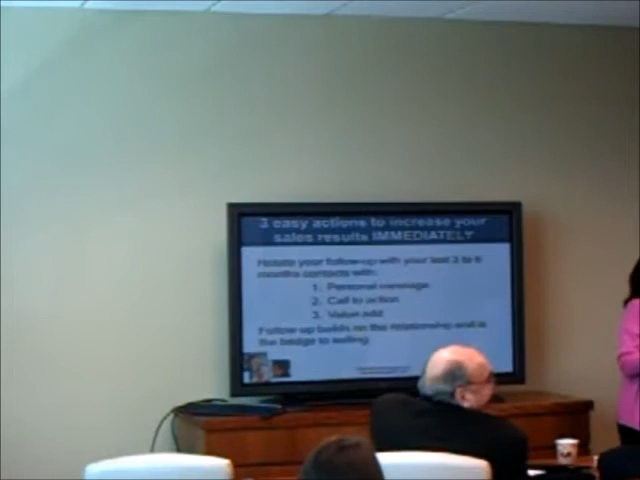 3 easy actions to increase your
sales results IMMEDIATELY
your follow-up with your last 3 to 6
months contacts with:
1. Personal message
2. Call to action
3. Value add
Follow-up builds on the relationship and is
the badge to selling